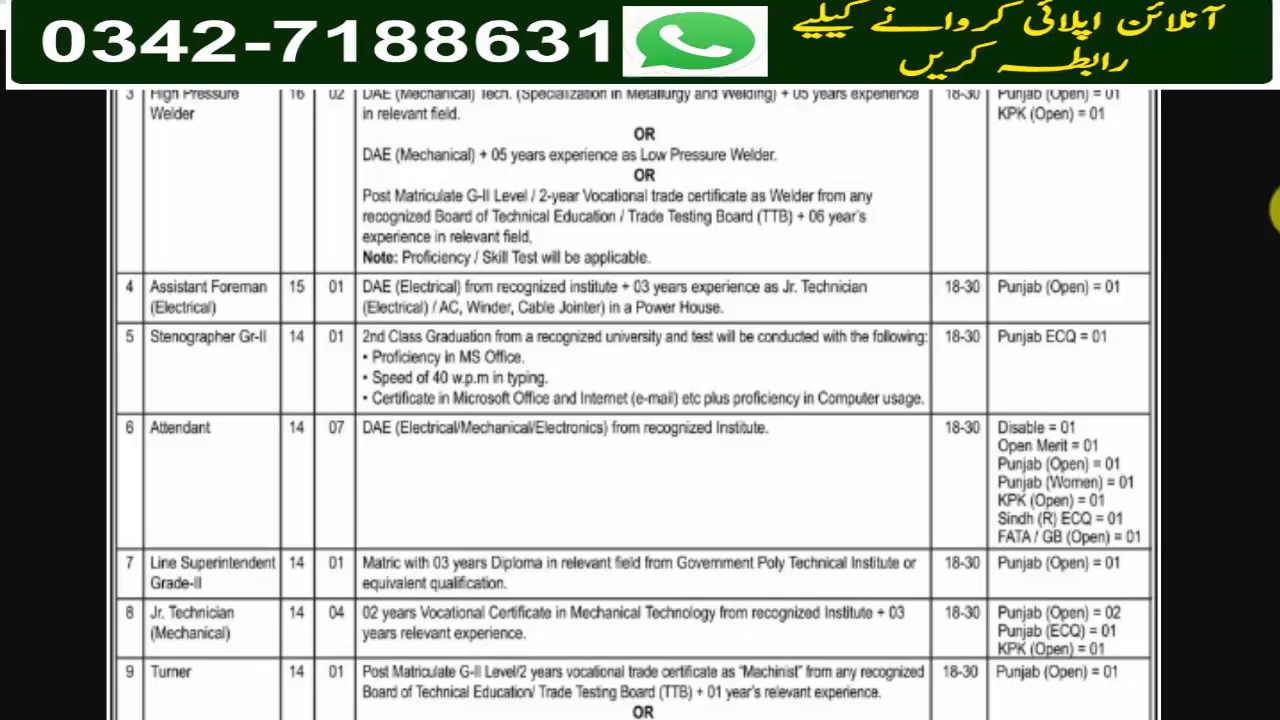 0342-7188631
آنلائن اپلائی کروانے کیلیے
رابطہ کریں
3 High Pressure Welder 16 02 DAE (Mechanical) Tech. (Specialization in Metallurgy and Welding) + 05 years experience in relevant field. 18-30 Punjab (Open) = 01
KPK (Open) = 01
OR
DAE (Mechanical) + 05 years experience as Low Pressure Welder.
OR
Post Matriculate G-II Level / 2-year Vocational trade certificate as Welder from any
recognized Board of Technical Education / Trade Testing Board (TTB) + 06 year's
experience in relevant field,
Note: Proficiency / Skill Test will be applicable.
4 Assistant Foreman 15 01 DAE (Electrical) from recognized institute + 03 years experience as Jr. Technician 18-30 Punjab (Open) = 01
(Electrical) (Electrical) / AC, Winder, Cable Jointer) in a Power House.
5 Stenographer Gr-II 14 01 2nd Class Graduation from a recognized university and test will be conducted with the following: 18-30 Punjab ECQ = 01
• Proficiency in MS Office.
• Speed of 40 w.p.m in typing.
• Certificate in Microsoft Office and Internet (e-mail) etc plus proficiency in Computer usage.
6 Attendant 14 07 DAE (Electrical/Mechanical/Electronics) from recognized Institute. 18-30 Disable = 01
Open Merit = 01
Punjab (Open) = 01
Punjab (Women) = 01
KPK (Open) = 01
Sindh (R) ECQ = 01
FATA / GB (Open) = 01
7 Line Superintendent 14 01 Matric with 03 years Diploma in relevant field from Government Poly Technical Institute or 18-30 Punjab (Open) = 01
Grade-II equivalent qualification.
8 Jr. Technician 14 04 02 years Vocational Certificate in Mechanical Technology from recognized Institute + 03 18-30 Punjab (Open) = 02
(Mechanical) years relevant experience. Punjab (ECQ) = 01
KPK (Open) = 01
9 Turner 14 01 Post Matriculate G-II Level/2 years vocational trade certificate as "Machinist" from any recognized 18-30 Punjab (Open) = 01
Board of Technical Education/ Trade Testing Board (TTB) + 01 year's relevant experience.
OR